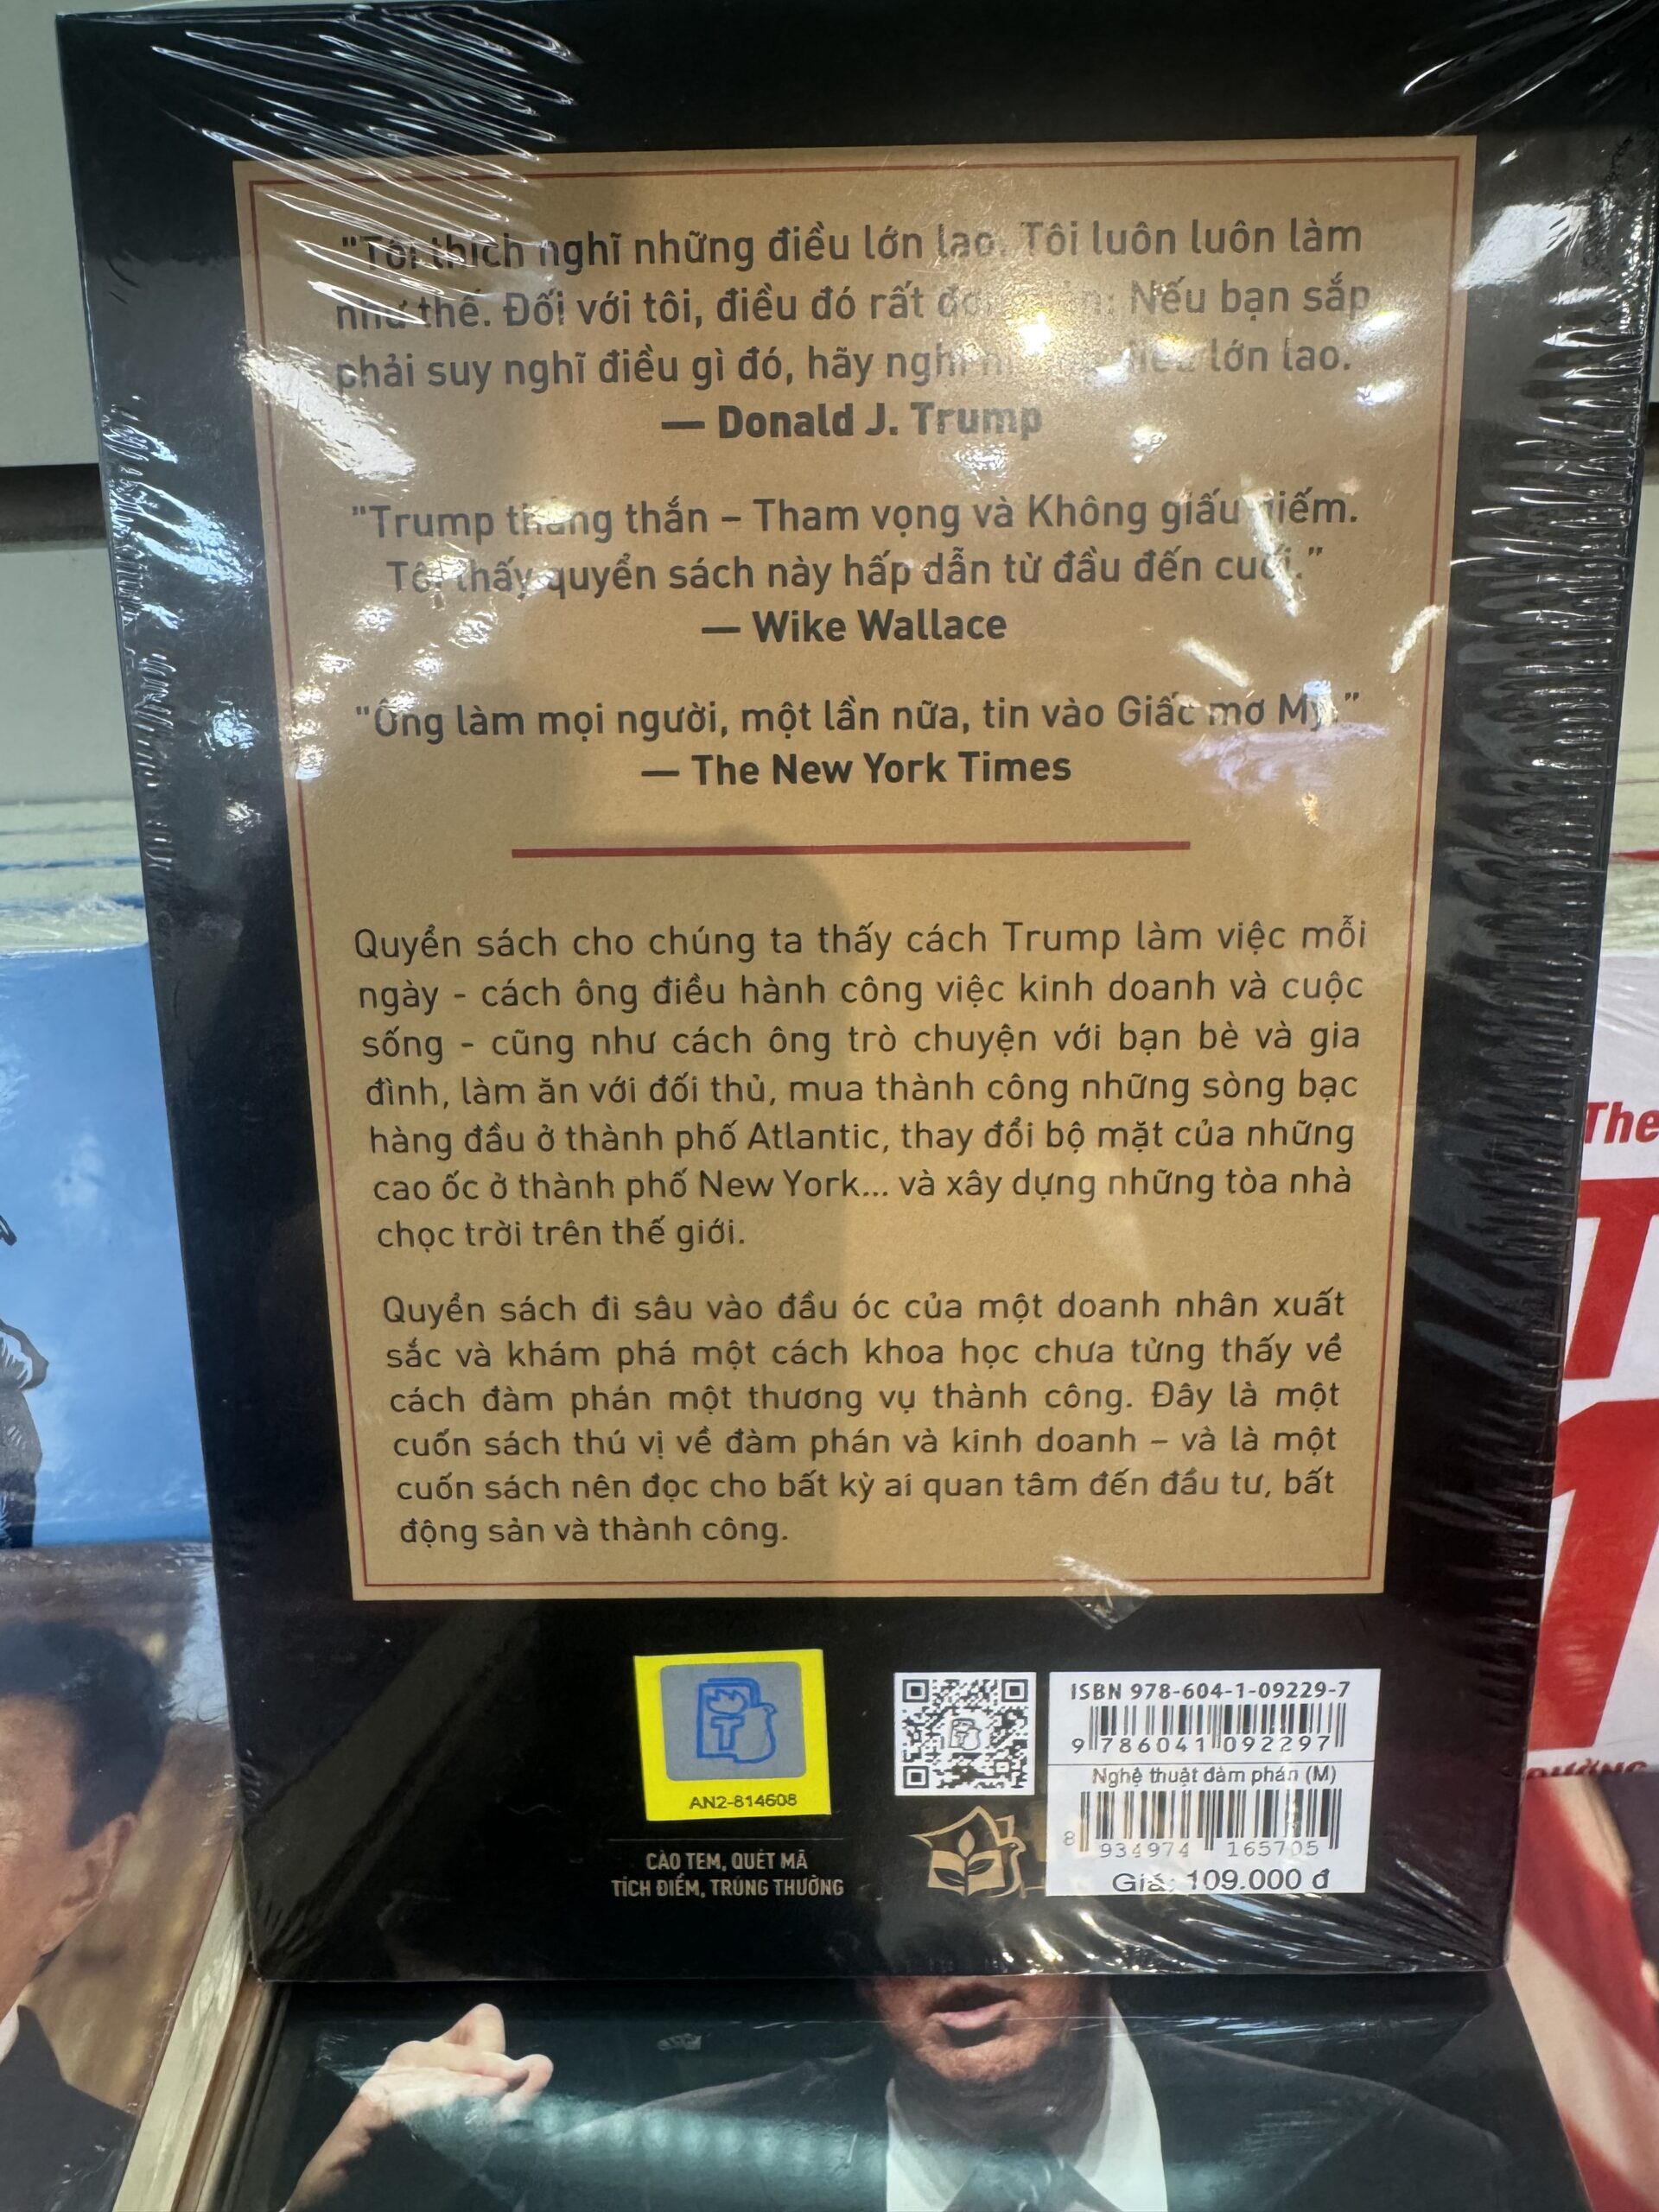 "Tôi thích nghĩ những điều lớn lao. Tôi luôn luôn làm
như thế. Đối với tôi, điều đó rất Nếu bạn sắp
phải suy nghĩ điều gì đó, hãy lớn lao.
— Donald J. Trump
"Trump thẳng thắn – Tham vọng và Không giấu giếm.
Tôi thấy quyển sách này hấp dẫn từ đầu đến cuối."
— Wike Wallace
"Ông làm mọi người, một lần nữa, tin vào Giấc mơ Mỹ."
— The New York Times
Quyển sách cho chúng ta thấy cách Trump làm việc mỗi
ngày - cách ông điều hành công việc kinh doanh và cuộc
sống - cũng như cách ông trò chuyện với bạn bè và gia
đình, làm ăn với đối thủ, mua thành công những sòng bạc
hàng đầu ở thành phố Atlantic, thay đổi bộ mặt của những
cao ốc ở thành phố New York... và xây dựng những tòa nhà
chọc trời trên thế giới.
Quyển sách đi sâu vào đầu óc của một doanh nhân xuất
sắc và khám phá một cách khoa học chưa từng thấy về
cách đàm phán một thương vụ thành công. Đây là một
cuốn sách thú vị về đàm phán và kinh doanh – và là một
cuốn sách nên đọc cho bất kỳ ai quan tâm đến đầu tư, bất
động sản và thành công.
AN2-814608
CÀO TEM, QUÉT MÃ
TÍCH ĐIỂM, TRÚNG THƯỞNG
ISBN 978-604-1-09229-7
9 786041 092297
Nghệ thuật đàm phán (M)
8 934974 165705
Giá: 109.000 đ
The